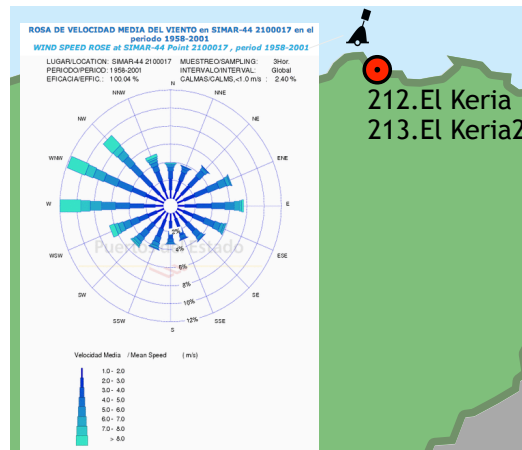 ROSA DE VELOCIDAD MEDIA DEL VIENTO en SIMAR-44 2100017 en el
periodo 1958-2001
WIND SPEED ROSE at SIMAR-44 Point 2100017 , period 1958-2001
LUGAR/LOCATION: SIMAR-44 2100017 MUESTREO/SAMPLING: 3Hor.
PERIODO/PERIOD: 1958-2001 INTERVALO/INTERVAL: Global
EFICACIA/EFFIC.: 100.04 % CALMAS/CALMS,<1.0 m/s : 2.40 %
N
NNW NNE
NW NE
WNW ENE
W E
WSW ESE
SW SE
SSW SSE
S
2%
4%
6%
8%
10%
12%
Puertos del Estado
Velocidad Media / Mean Speed ( m/s)
1.0 - 2.0
2.0 - 3.0
3.0 - 4.0
4.0 - 5.0
5.0 - 6.0
6.0 - 7.0
7.0 - 8.0
> 8.0
212.El Keria
213.El Keria2